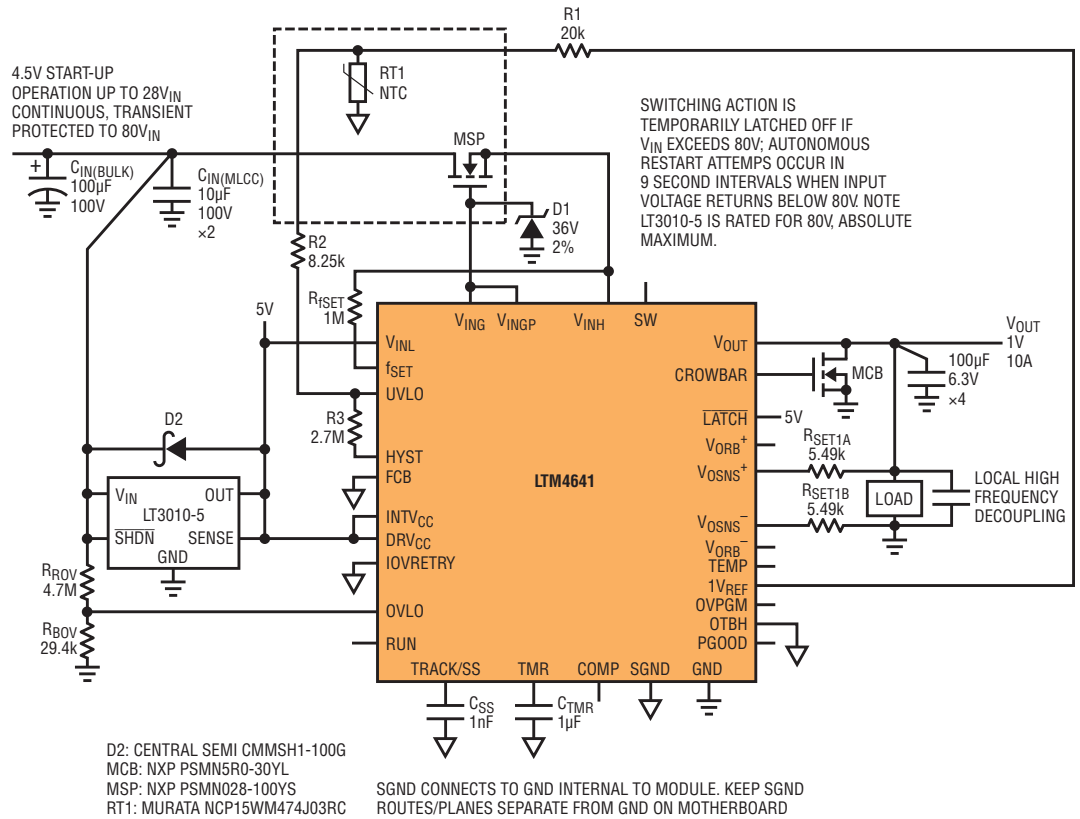 R1
20k
4.5V START-UP
OPERATION UP TO 28VIN
CONTINUOUS, TRANSIENT
PROTECTED TO 80VIN
RT1
NTC
MSP
SWITCHING ACTION IS
TEMPORARILY LATCHED OFF IF
VIN EXCEEDS 80V; AUTONOMOUS
RESTART ATTEMPS OCCUR IN
9 SECOND INTERVALS WHEN INPUT
VOLTAGE RETURNS BELOW 80V. NOTE
LT3010-5 IS RATED FOR 80V, ABSOLUTE
MAXIMUM.
+
CIN(BULK)
100µF
100V
CIN(MLCC)
10µF
100V
×2
D1
36V
2%
R2
8.25k
RfSET
1M
5V
VING
VINGP
VINH
SW
VINL
fSET
UVLO
R3
2.7M
HYST
FCB
INTVCC
DRVCC
IOVRETRY
OVLO
RUN
LTM4641
VOUT
CROWBAR
LATCH
5V
VORB+
VOSNS+
VOSNS–
VORB–
TEMP
1VREF
OVPGM
OTBH
PGOOD
VOUT
1V
10A
MCB
100µF
6.3V
×4
RSET1A
5.49k
RSET1B
5.49k
LOAD
LOCAL HIGH
FREQUENCY
DECOUPLING
D2
VIN
OUT
LT3010-5
SHDN
SENSE
GND
RROV
4.7M
RBOV
29.4k
TRACK/SS
TMR
COMP
SGND
GND
CSS
1nF
CTMR
1µF
D2: CENTRAL SEMI CMMSH1-100G
MCB: NXP PSMN5R0-30YL
MSP: NXP PSMN028-100YS
RT1: MURATA NCP15WM474J03RC
SGND CONNECTS TO GND INTERNAL TO MODULE. KEEP SGND
ROUTES/PLANES SEPARATE FROM GND ON MOTHERBOARD